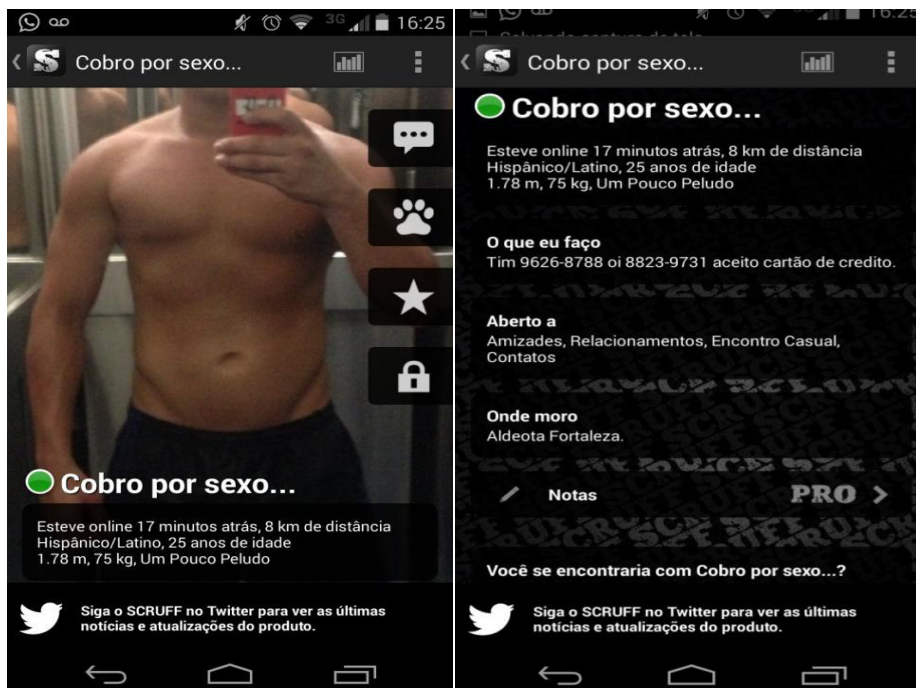 3G 16:25
Cobro por sexo...
Cobro por sexo...
Esteve online 17 minutos atrás, 8 km de distância
Hispânico/Latino, 25 anos de idade
1.78 m, 75 kg, Um Pouco Peludo
Siga o SCRUFF no Twitter para ver as últimas
notícias e atualizações do produto.
Salvando captura de tela
Cobro por sexo...
Cobro por sexo...
Esteve online 17 minutos atrás, 8 km de distância
Hispânico/Latino, 25 anos de idade
1.78 m, 75 kg, Um Pouco Peludo
O que eu faço
Tim 9626-8788 oi 8823-9731 aceito cartão de credito.
Aberto a
Amizades, Relacionamentos, Encontro Casual,
Contatos
Onde moro
Aldeota Fortaleza.
Notas PRO
Você se encontraria com Cobro por sexo...?
Siga o SCRUFF no Twitter para ver as últimas
notícias e atualizações do produto.